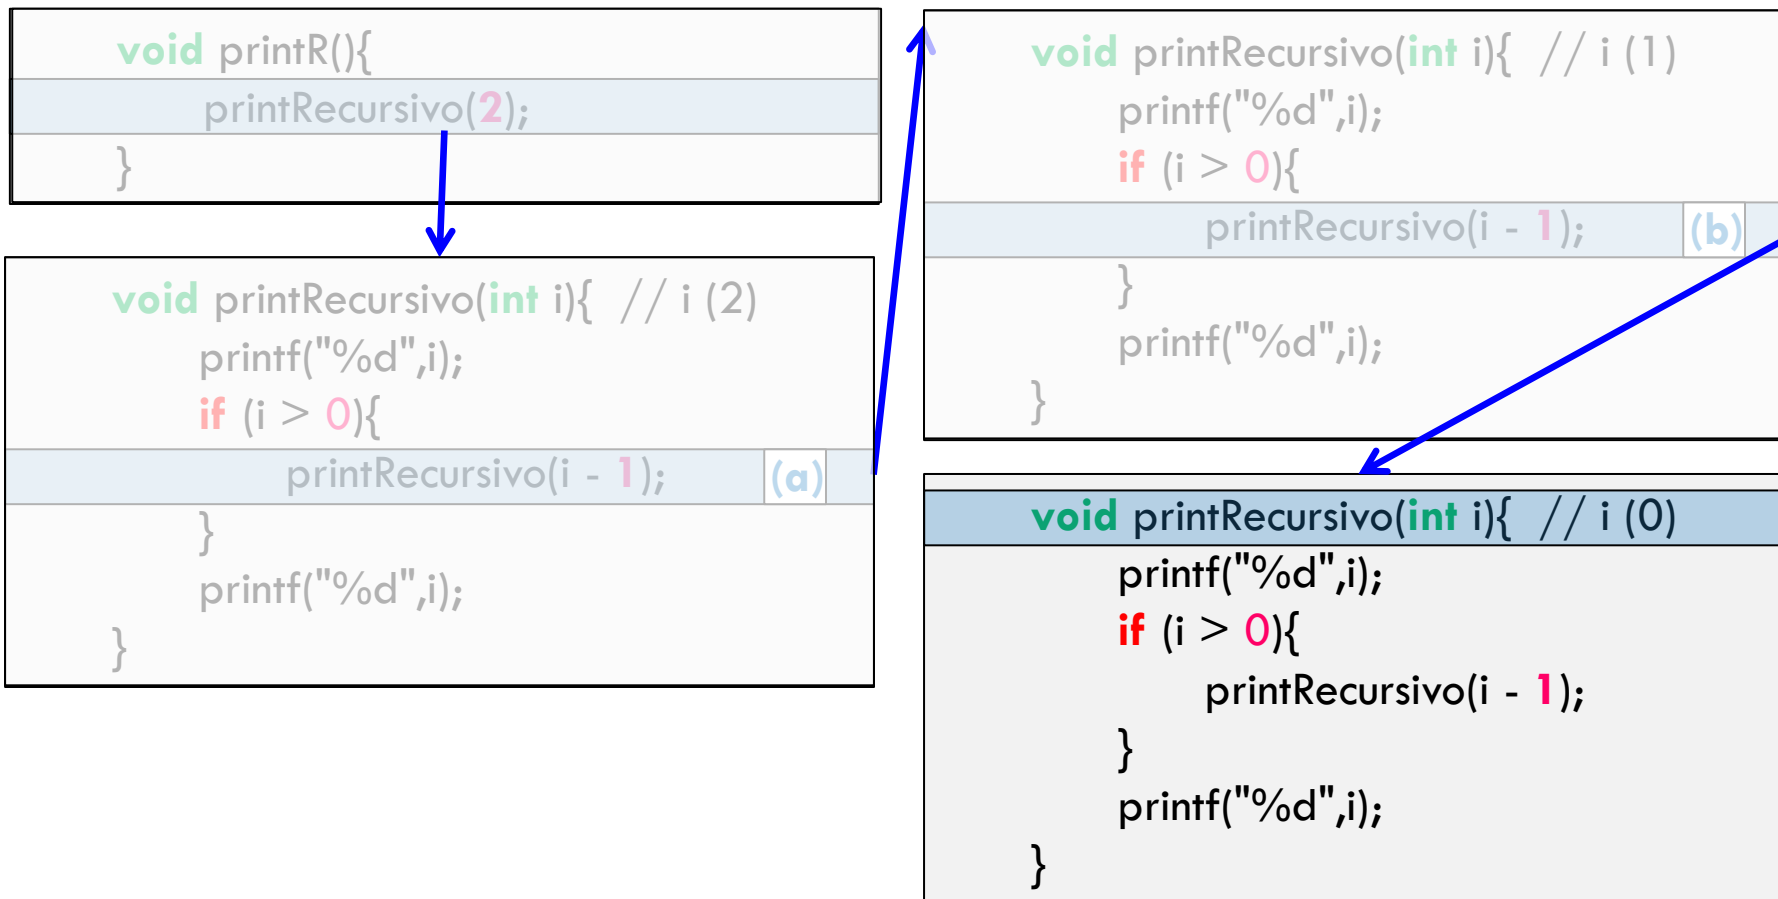 void printR(){
printRecursivo(2);
}
void printRecursivo(int i){ // i (2)
printf("%d",i);
if (i > 0){
printRecursivo(i - 1); (a)
}
printf("%d",i);
}
void printRecursivo(int i){ // i (1)
printf("%d",i);
if (i > 0){
printRecursivo(i - 1); (b)
}
printf("%d",i);
}
void printRecursivo(int i){ // i (0)
printf("%d",i);
if (i > 0){
printRecursivo(i - 1);
}
printf("%d",i);
}